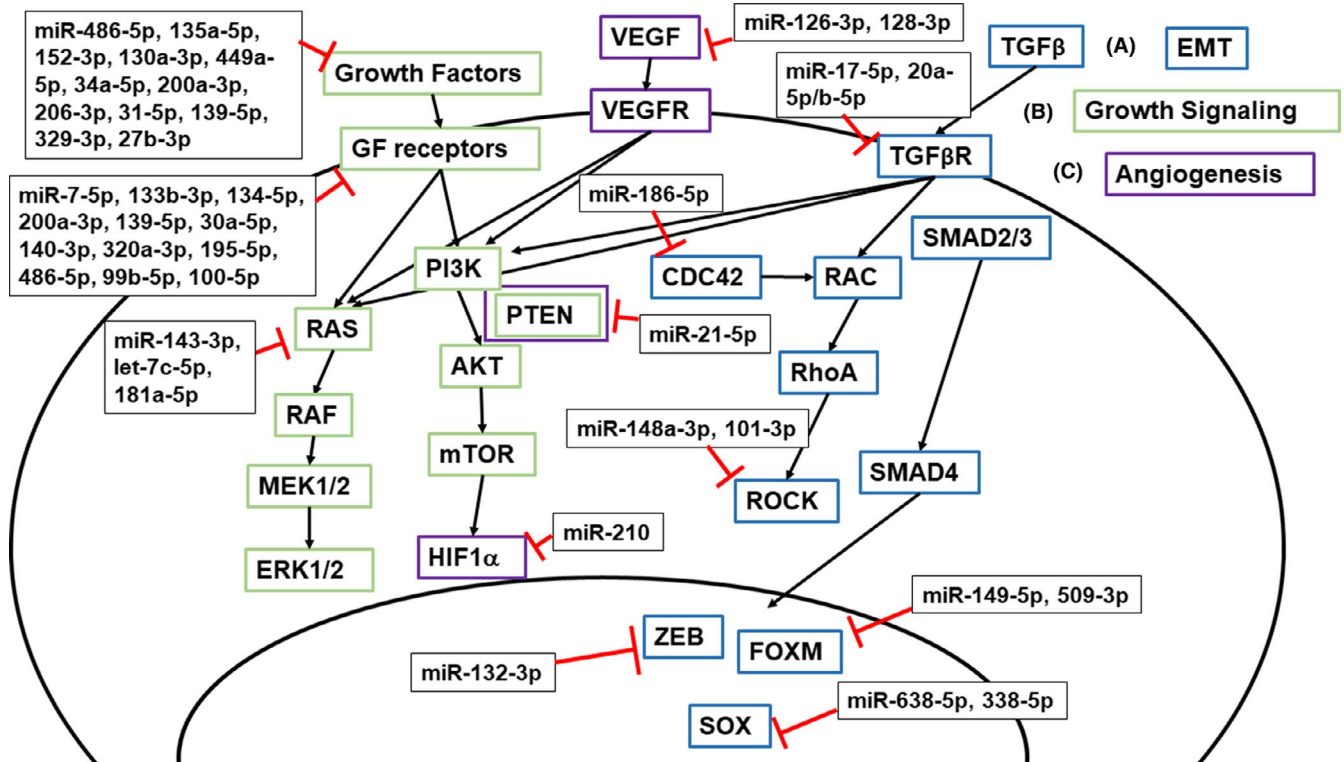 miR-486-5p, 135a-5p,
152-3p, 130a-3p, 449a-
5p, 34a-5p, 200a-3p,
206-3p, 31-5p, 139-5p,
329-3p, 27b-3p
Growth Factors
VEGF
miR-126-3p, 128-3p
TGFβ
(A)
EMT
miR-17-5p, 20a-
5p/b-5p
(B)
Growth Signaling
VEGFR
GF receptors
TGFβR
(C)
Angiogenesis
miR-7-5p, 133b-3p, 134-5p,
200a-3p, 139-5p, 30a-5p,
140-3p, 320a-3p, 195-5p,
486-5p, 99b-5p, 100-5p
miR-186-5p
SMAD2/3
PI3K
CDC42
RAC
PTEN
RAS
miR-21-5p
miR-143-3p,
let-7c-5p,
181a-5p
AKT
RhoA
RAF
miR-148a-3p, 101-3p
mTOR
SMAD4
MEK1/2
ROCK
miR-210
HIF1α
ERK1/2
miR-149-5p, 509-3p
ZEB
FOXM
miR-132-3p
miR-638-5p, 338-5p
SOX